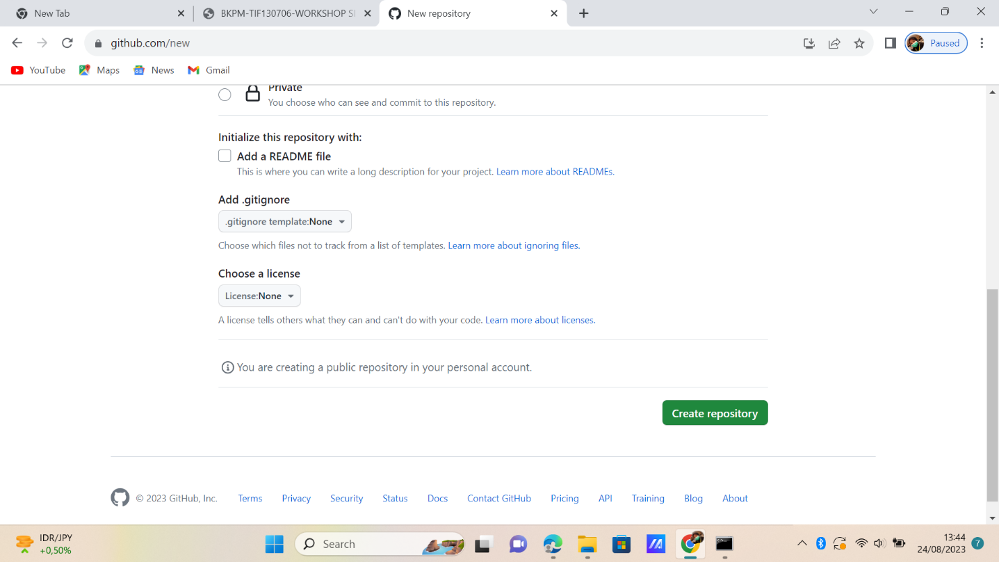 New Tab
BKPM-TIF130706-WORKSHOP
New repository
github.com/new
Paused
YouTube
Maps
News
Gmail
Private
You choose who can see and commit to this repository.
Initialize this repository with:
Add a README file
This is where you can write a long description for your project. Learn more about READMEs.
Add .gitignore
.gitignore template:None
Choose which files not to track from a list of templates. Learn more about ignoring files.
Choose a license
License:None
A license tells others what they can and can't do with your code. Learn more about licenses.
You are creating a public repository in your personal account.
Create repository
© 2023 GitHub, Inc. Terms Privacy Security Status Docs Contact GitHub Pricing API Training Blog About
IDR/JPY
+0,50%
Search
13:44
24/08/2023
7